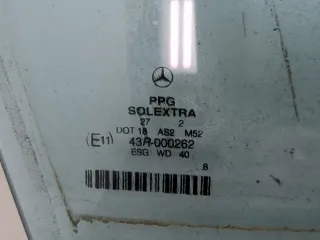 PPG
SOLEXTRA
27 2
DOT 18 AS2 M52
E11 43R-000262
ESG WD 40
8